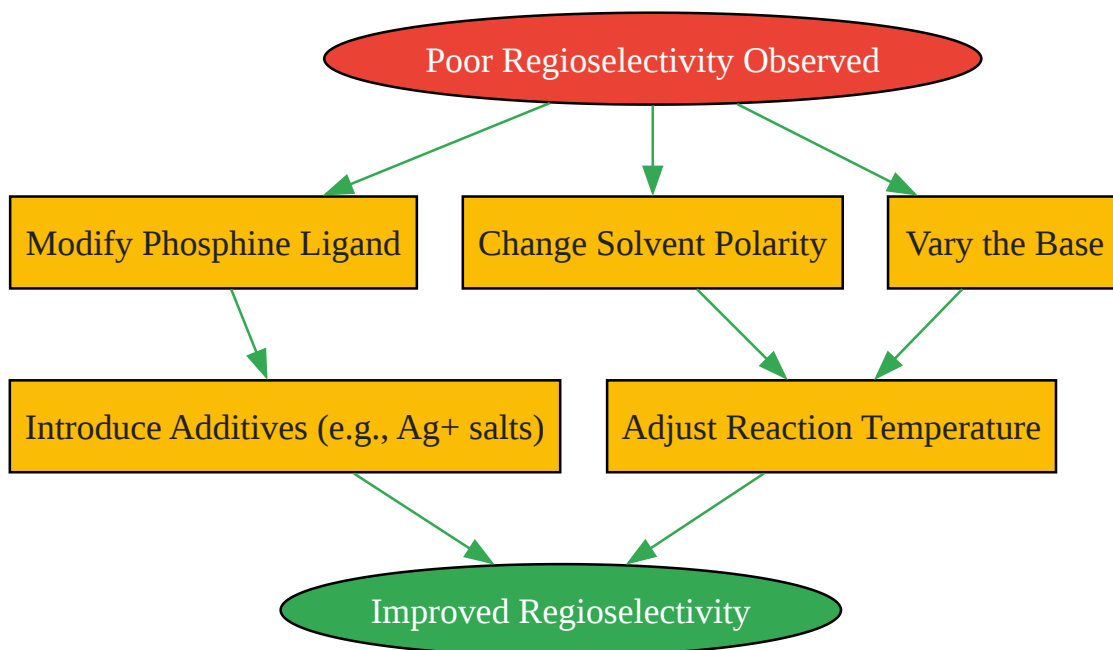 Poor Regioselectivity Observed
Modify Phosphine Ligand
Change Solvent Polarity
Vary the Base
Introduce Additives (e.g., Ag+ salts)
Adjust Reaction Temperature
Improved Regioselectivity